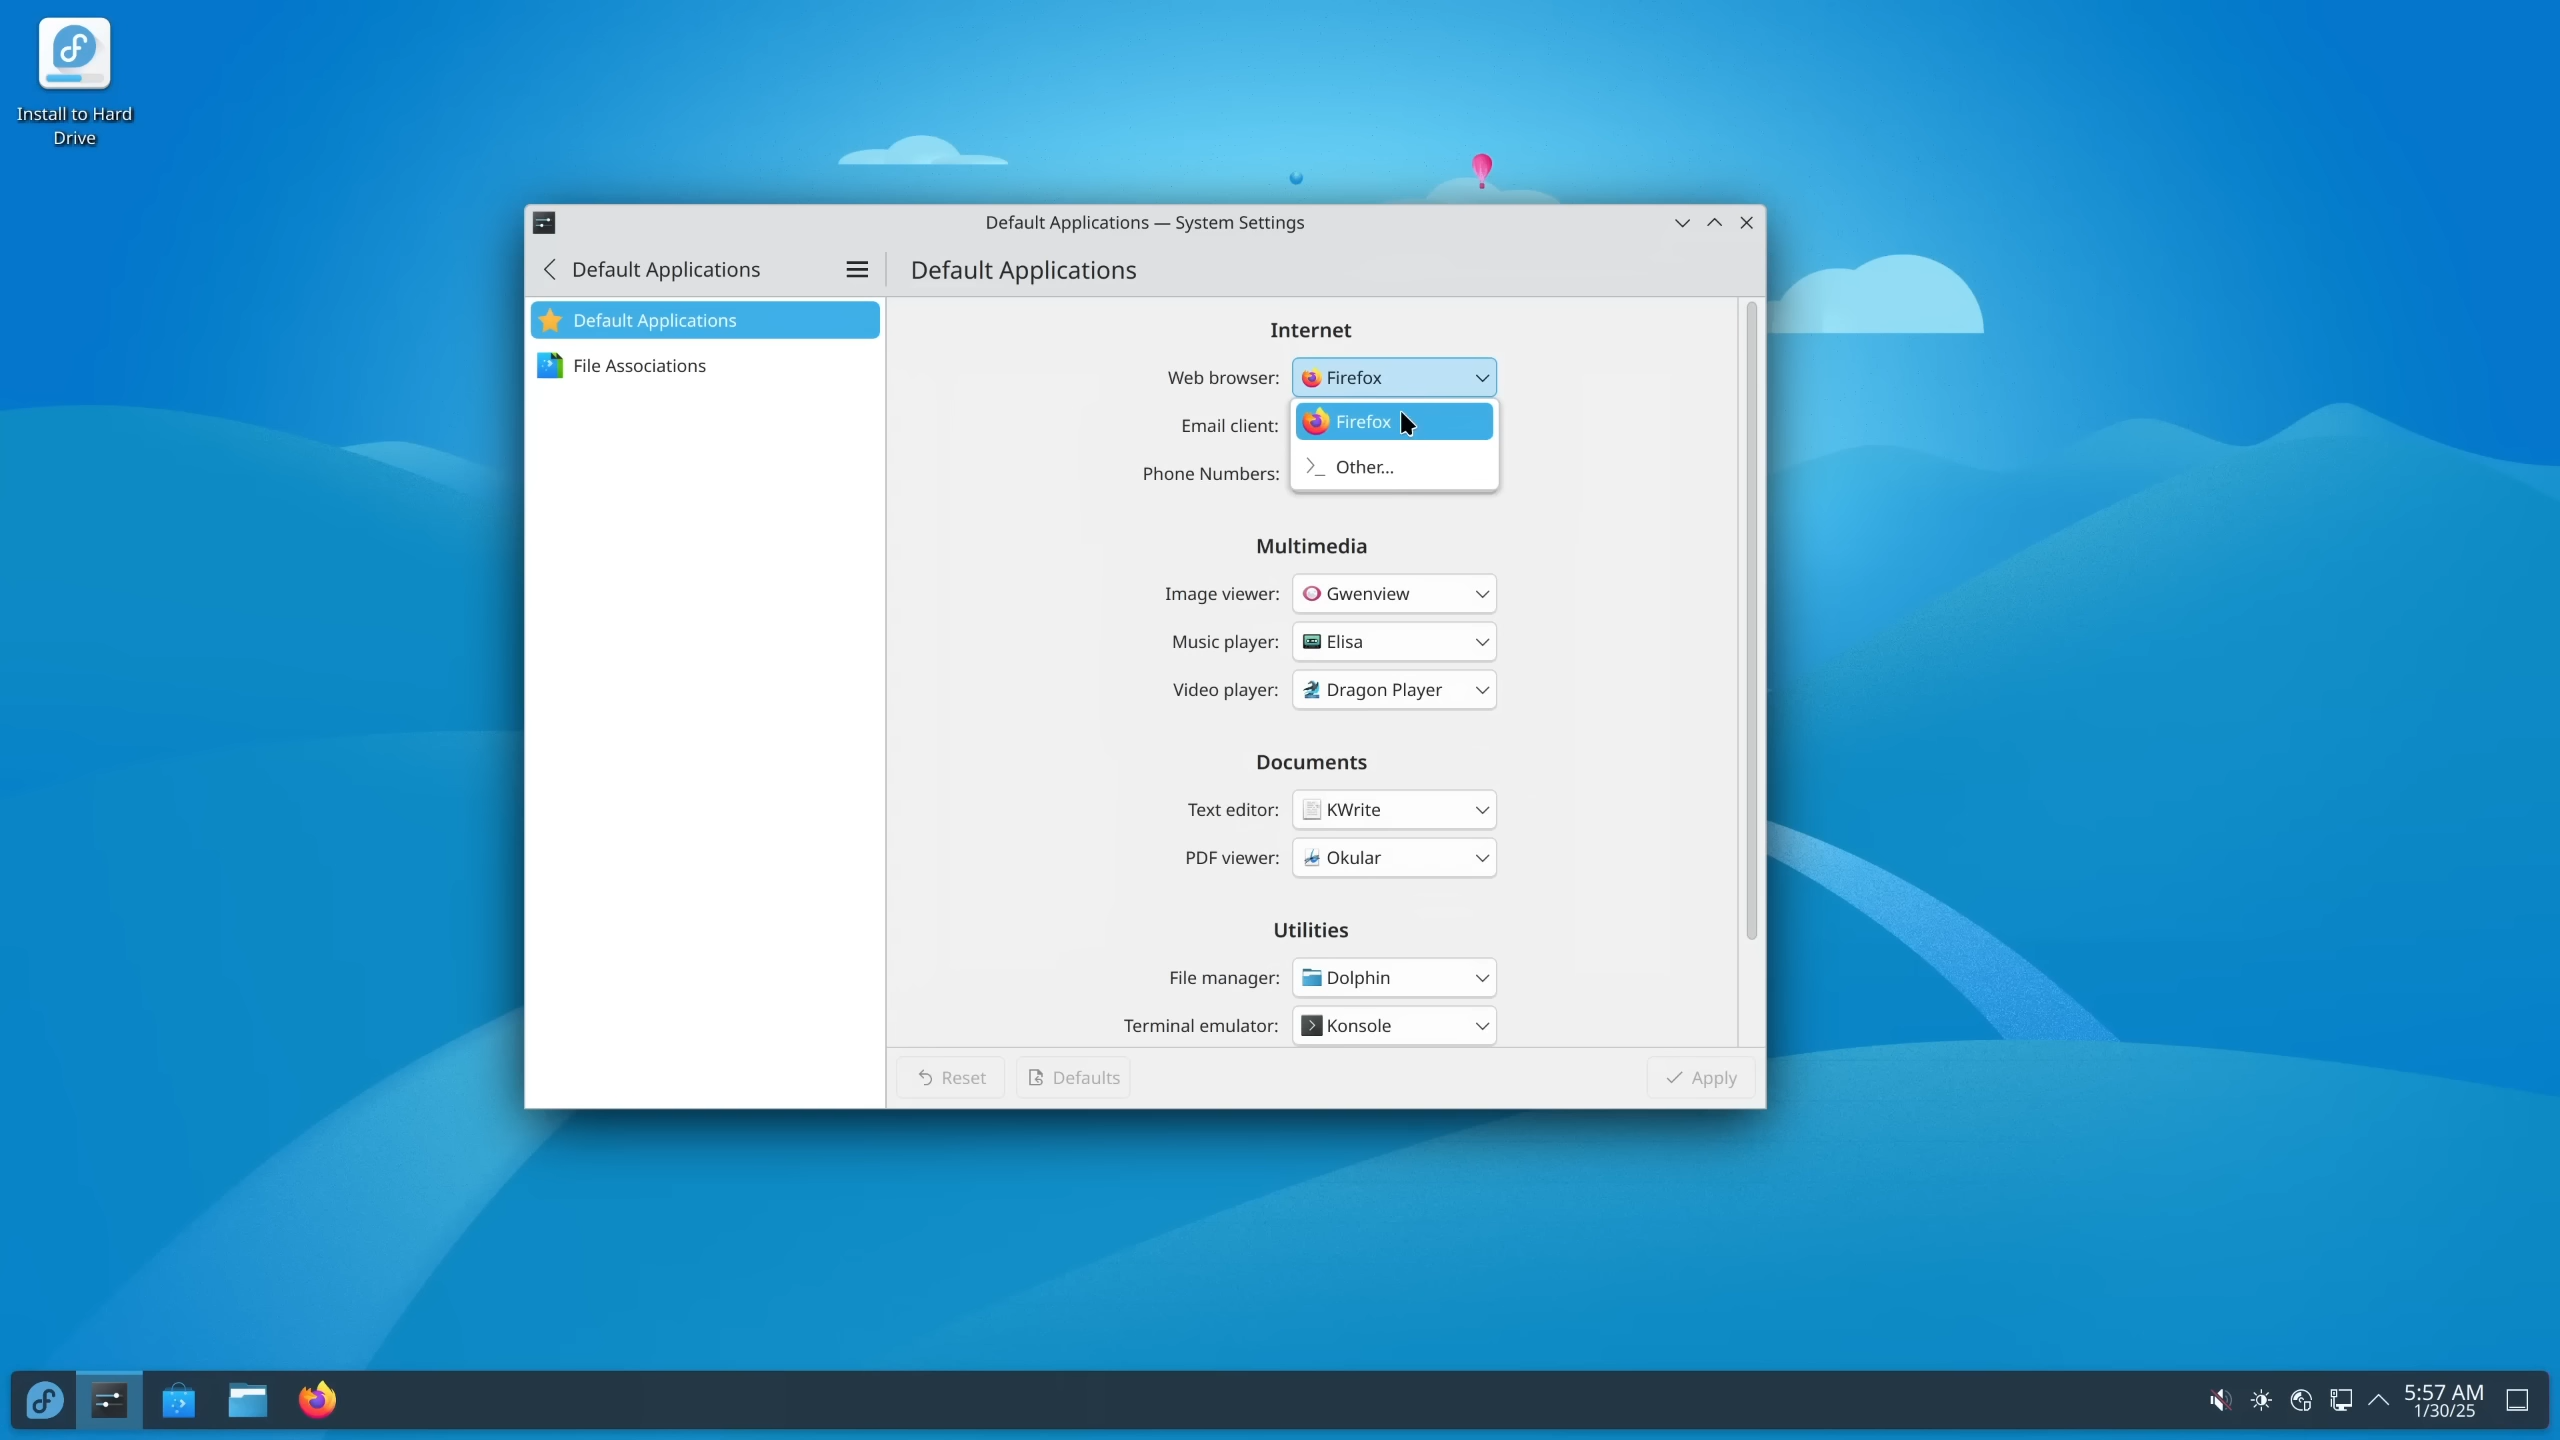 Install to Hard
Drive
Default Applications — System Settings
Default Applications
Default Applications
Default Applications
File Associations
Internet
Web browser:
Firefox
Firefox
Other...
Email client:
Phone Numbers:
Multimedia
Image viewer:
Gwenview
Music player:
Elisa
Video player:
Dragon Player
Documents
Text editor:
KWrite
PDF viewer:
Okular
Utilities
File manager:
Dolphin
Terminal emulator:
Konsole
Reset
Defaults
Apply
5:57 AM
1/30/25